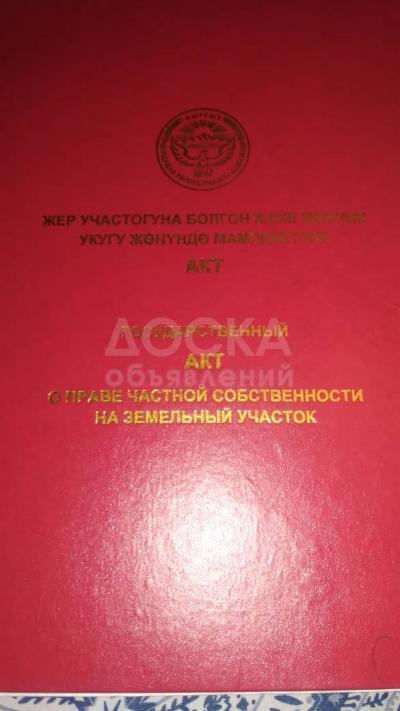 ЖЕР УЧАСТОГУНА БОЛГОН ЖЕКЕ МЕНЧИК
УКУГУ ЖӨНҮНДӨ МАМЛЕКЕТТИК
АКТ
ГОСУДАРСТВЕННЫЙ
АКТ
О ПРАВЕ ЧАСТНОЙ СОБСТВЕННОСТИ
НА ЗЕМЕЛЬНЫЙ УЧАСТОК
ДОСКА
объявлений